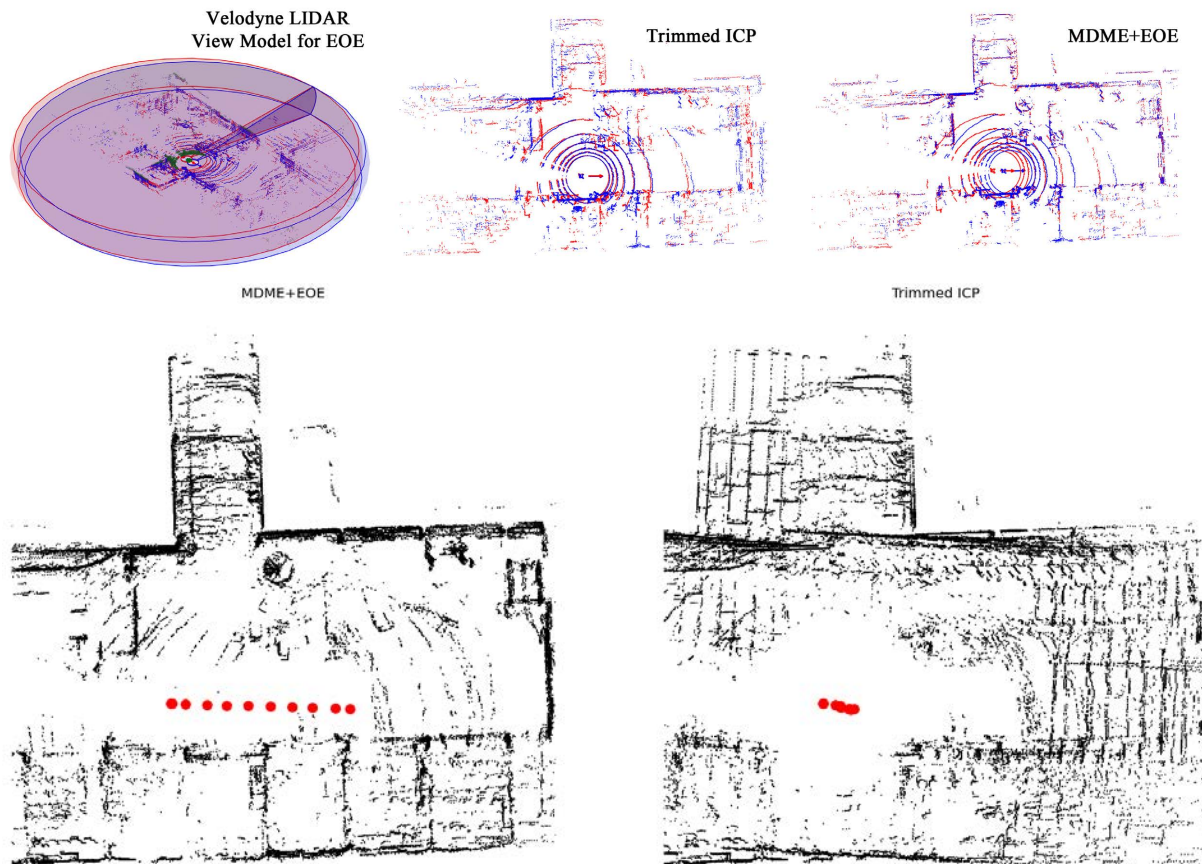 Velodyne LIDAR
View Model for EOE
Trimmed ICP
MDME+EOE
MDME+EOE
Trimmed ICP